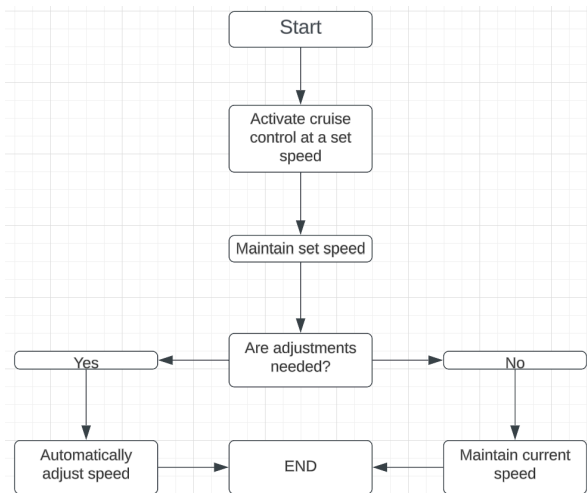 Start
Activate cruise
control at a set
speed
Maintain set speed
Are adjustments
needed?
Yes
No
Automatically
adjust speed
END
Maintain current
speed